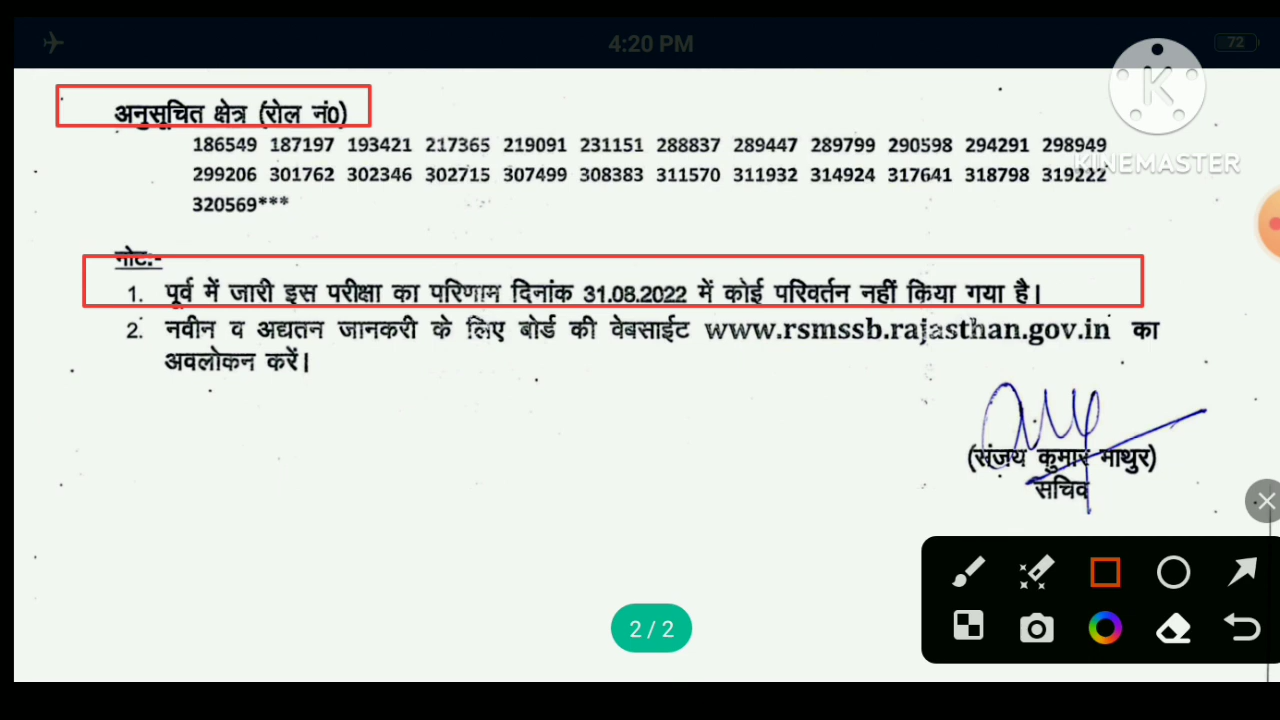 4:20 PM
72
K
KINEMASTER
अनुसूचित क्षेत्र (रोल नं0)
186549 187197 193421 217365 219091 231151 288837 289447 289799 290598 294291 298949
299206 301762 302346 302715 307499 308383 311570 311932 314924 317641 318798 319222
320569***
नोट:-
1. पूर्व में जारी इस परीक्षा का परिणाम दिनांक 31.08.2022 में कोई परिवर्तन नहीं किया गया है।
2. नवीन व अद्यतन जानकरी के लिए बोर्ड की वेबसाईट www.rsmssb.rajasthan.gov.in का
अवलोकन करें।
(संजय कुमार माथुर)
सचिव
2 / 2